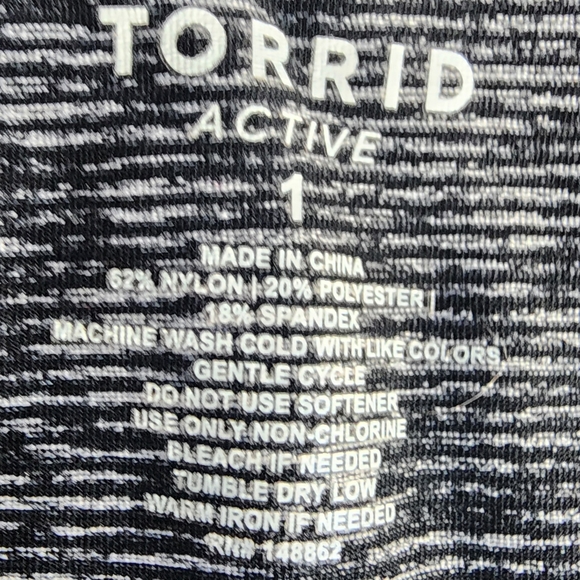 TORRID
ACTIVE
1
MADE IN CHINA
62% NYLON | 20% POLYESTER |
18% SPANDEX
MACHINE WASH COLD WITH LIKE COLORS
GENTLE CYCLE
DO NOT USE SOFTENER
USE ONLY NON-CHLORINE
BLEACH IF NEEDED
TUMBLE DRY LOW
WARM IRON IF NEEDED
RN# 148862